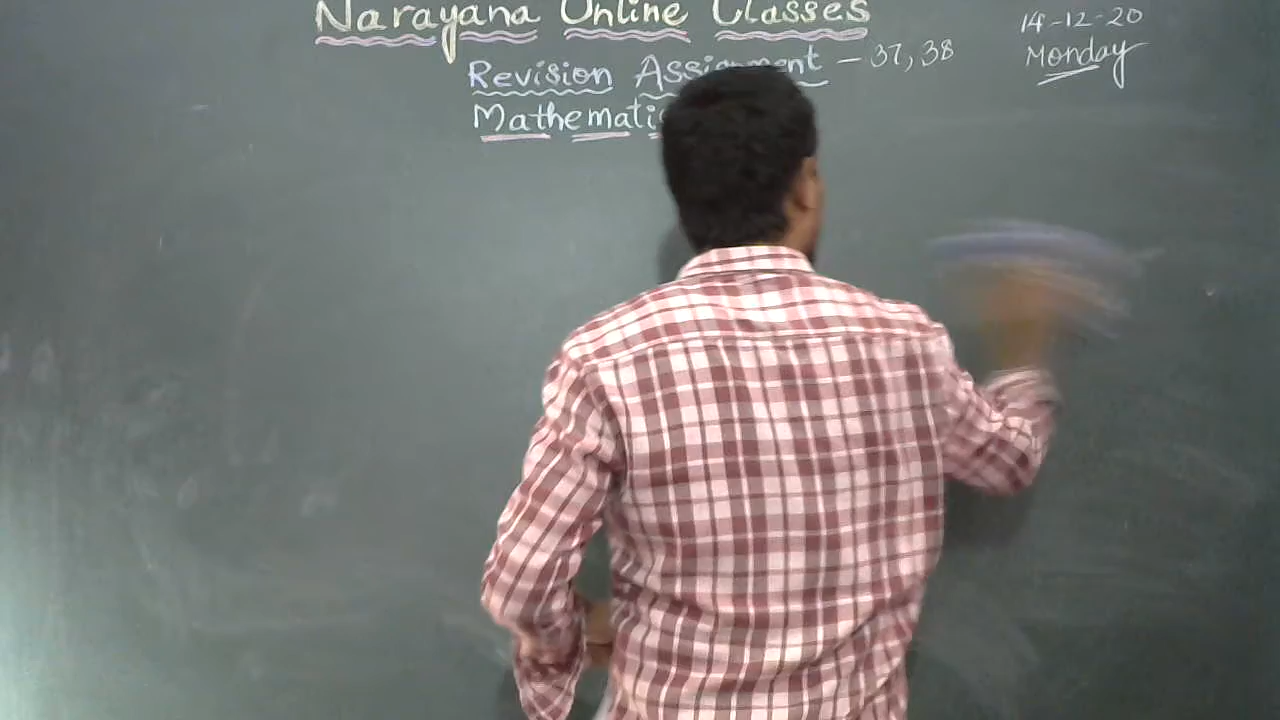 Narayana Online Classes
14-12-20
Revision Assignment - 37, 38
Monday
Mathematics